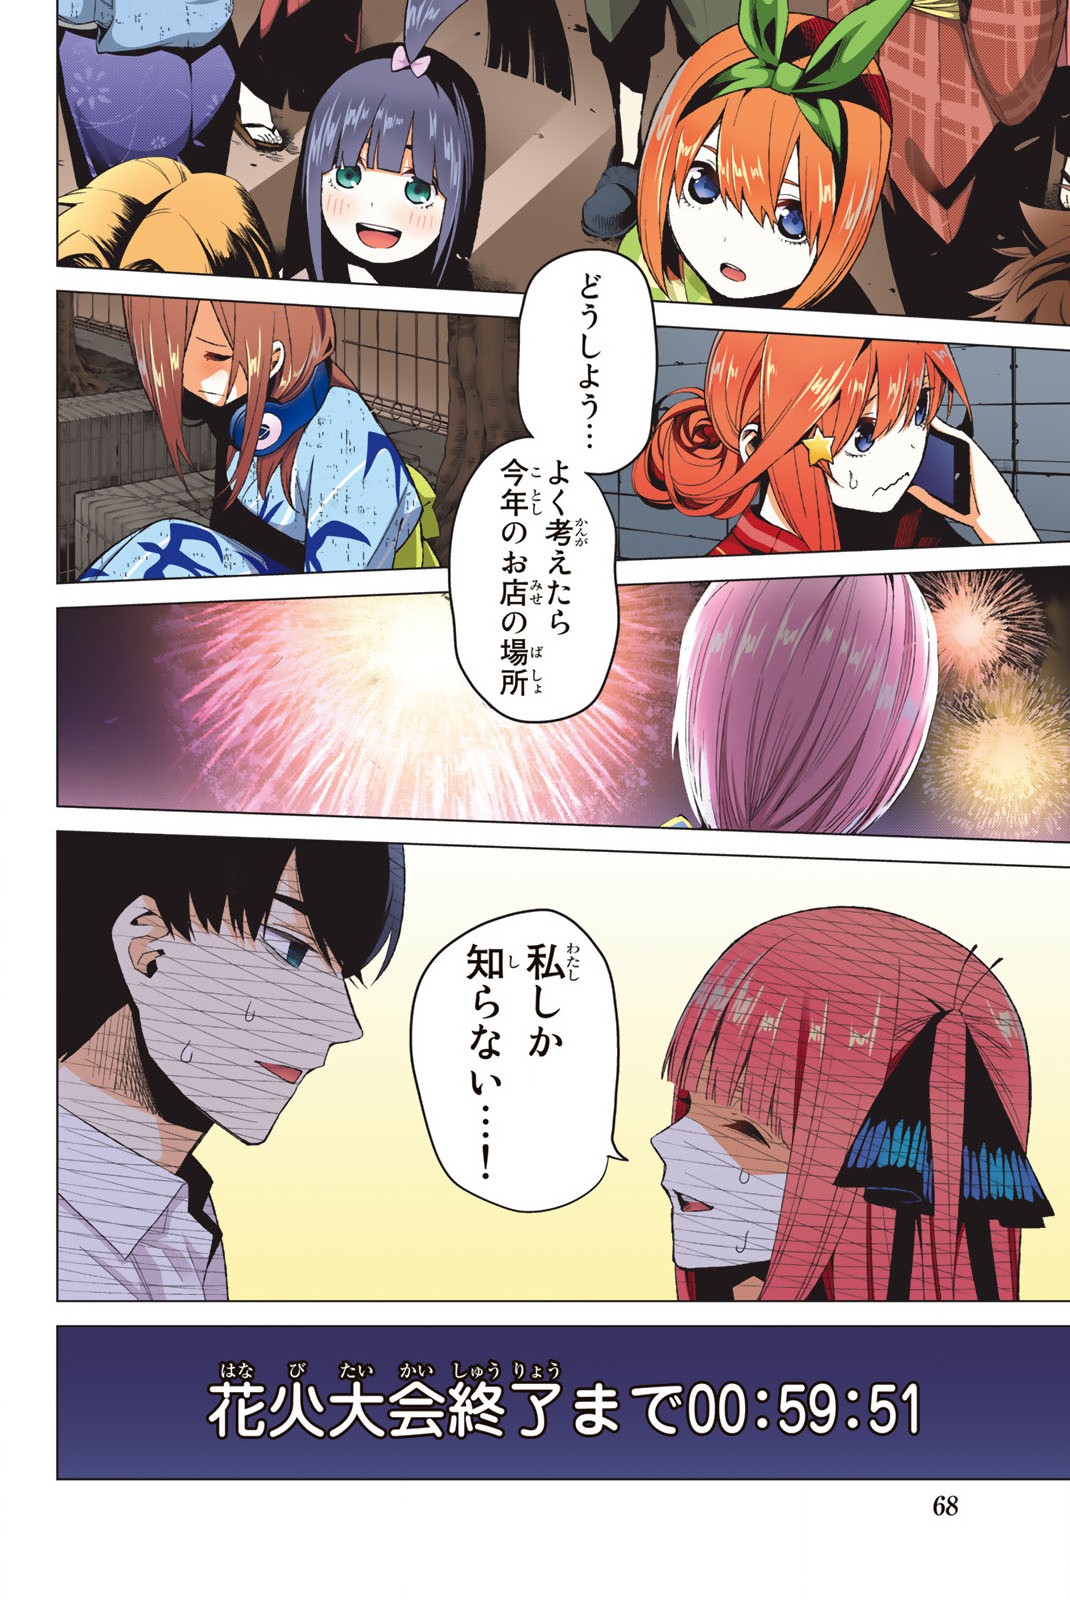 どうしよう…
よく考えたら
今年のお店の場所
私しか
知らない…!
花火大会終了まで00:59:51
68